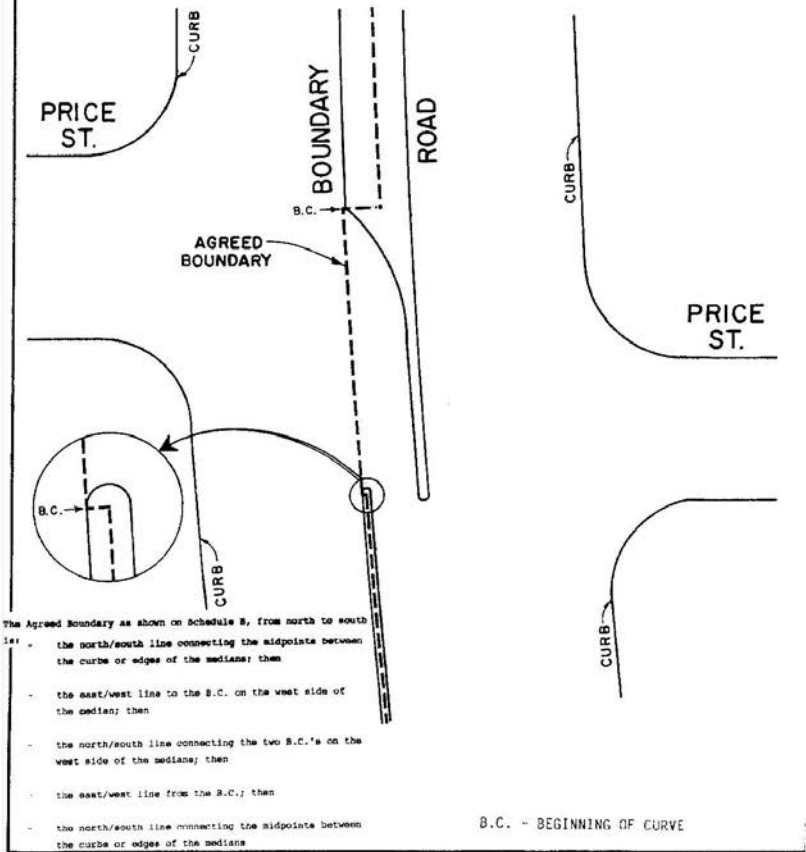 CURB
PRICE
ST.
BOUNDARY
ROAD
CURB
B.C.
AGREED
BOUNDARY
PRICE
ST.
B.C.
CURB
CURB
The Agreed Boundary as shown on Schedule B, from north to south
is:
- the north/south line connecting the midpoints between
the curbs or edges of the medians; then
- the east/west line to the B.C. on the west side of
the median; then
- the north/south line connecting the two B.C.'s on the
west side of the medians; then
- the east/west line from the B.C.; then
- the north/south line connecting the midpoints between
the curbs or edges of the medians
B.C. - BEGINNING OF CURVE